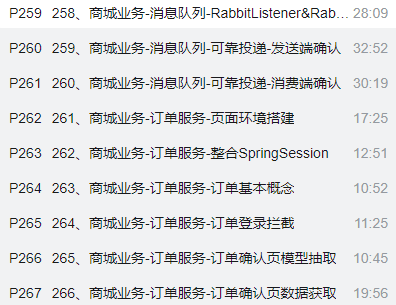 P259 258、商城业务-消息队列-RabbitListener&Rab… 28:09
P260 259、商城业务-消息队列-可靠投递-发送端确认 32:52
P261 260、商城业务-消息队列-可靠投递-消费端确认 30:19
P262 261、商城业务-订单服务-页面环境搭建 17:25
P263 262、商城业务-订单服务-整合SpringSession 12:51
P264 263、商城业务-订单服务-订单基本概念 10:52
P265 264、商城业务-订单服务-订单登录拦截 11:25
P266 265、商城业务-订单服务-订单确认页模型抽取 10:45
P267 266、商城业务-订单服务-订单确认页数据获取 19:56